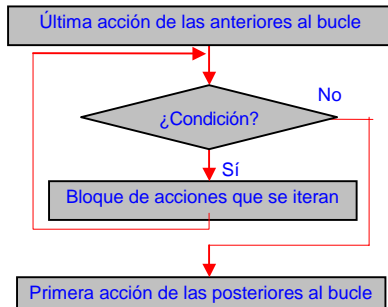 Última acción de las anteriores al bucle
No
¿Condición?
Sí
Bloque de acciones que se iteran
Primera acción de las posteriores al bucle